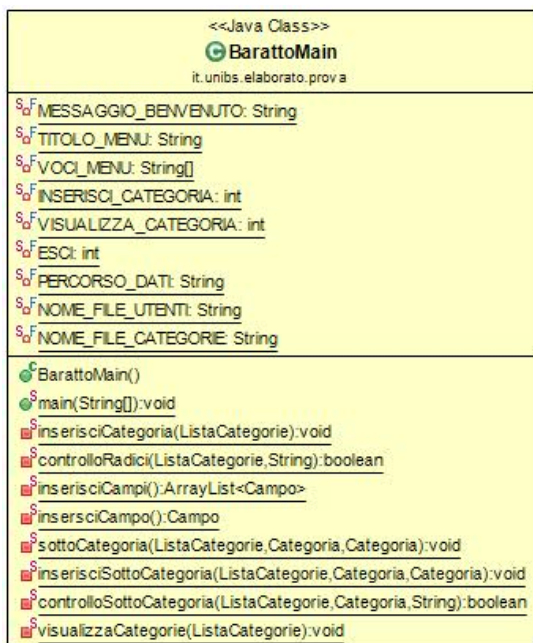 <<Java Class>>
C BarattoMain
it.unibs.elaborato.prova
S F MESSAGGIO_BENVENUTO: String
S F TITOLO_MENU: String
S F VOCI_MENU: String[]
S F INSERISCI_CATEGORIA: int
S F VISUALIZZA_CATEGORIA: int
S F ESCI: int
S F PERCORSO_DATI: String
S F NOME_FILE_UTENTI: String
S F NOME_FILE_CATEGORIE: String
C BarattoMain()
S main(String[]):void
S inserisciCategoria(ListaCategorie):void
S controlloRadici(ListaCategorie,String):boolean
S inserisciCampi():ArrayList<Campo>
S insersciCampo():Campo
S sottoCategoria(ListaCategorie,Categoria,Categoria):void
S inserisciSottoCategoria(ListaCategorie,Categoria,Categoria):void
S controlloSottoCategoria(ListaCategorie,Categoria,String):boolean
S visualizzaCategorie(ListaCategorie):void